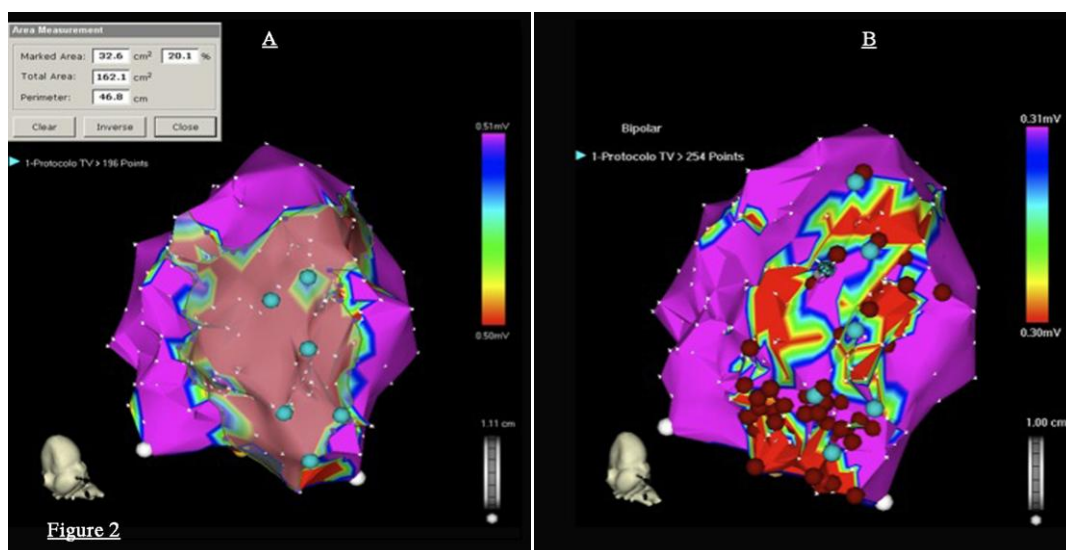 Area Measurement
Marked Area: 32.6 cm² 20.1 %
Total Area: 162.1 cm²
Perimeter: 46.8 cm
Clear Inverse Close
A
0.51mV
1-Protocolo TV > 196 Points
0.50mV
1.11 cm
Figure 2
B
0.31mV
Bipolar
1-Protocolo TV > 254 Points
0.30mV
1.00 cm